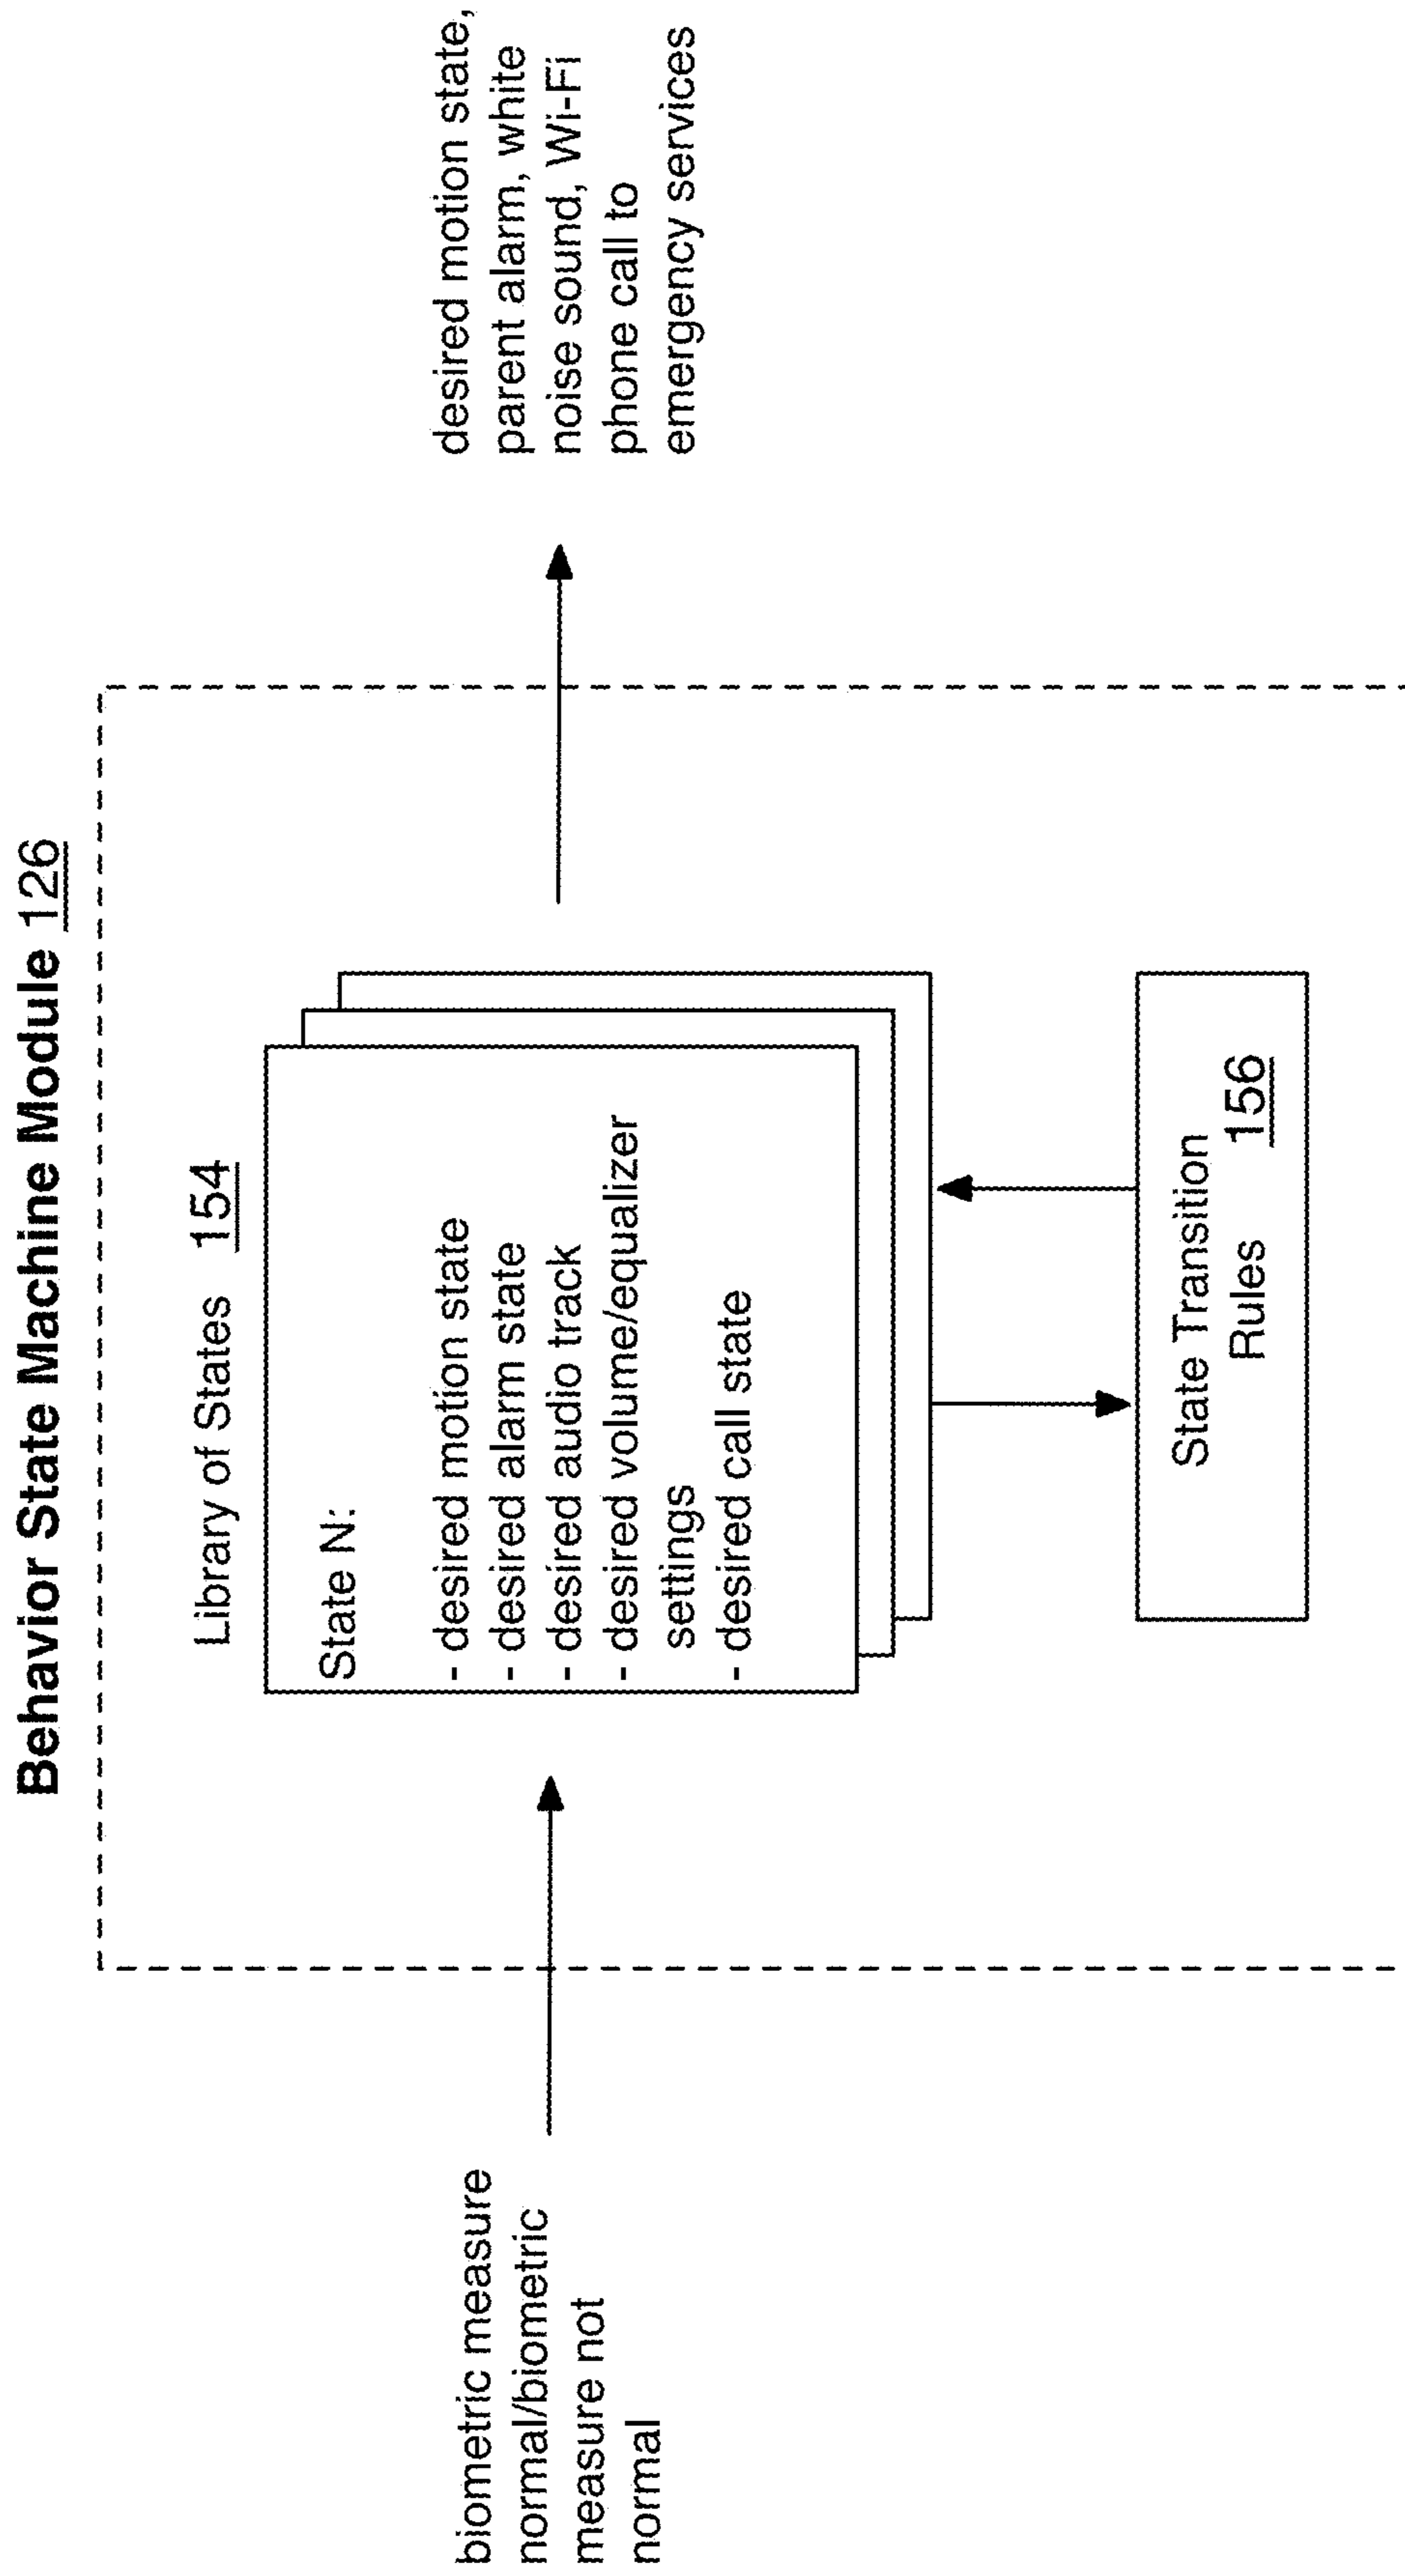 Behavior State Machine Module 126
biometric measure
normal/biometric
measure not
normal
Library of States 154
State N:
- desired motion state
- desired alarm state
- desired audio track
- desired volume/equalizer
settings
- desired call state
State Transition
Rules 156
desired motion state,
parent alarm, white
noise sound, Wi-Fi
phone call to
emergency services